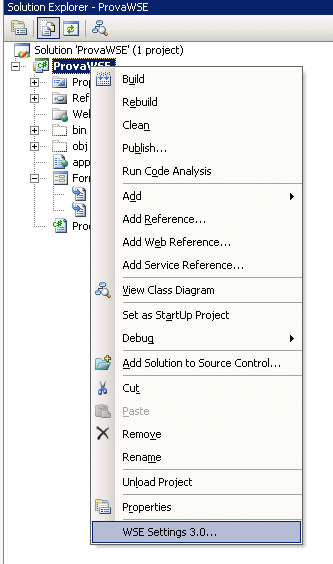 Solution Explorer - ProvaWSE
Solution 'ProvaWSE' (1 project)
ProvaWSE
Build
Prop
Rebuild
Ref
Clean
Wel
Publish...
bin
Run Code Analysis
obj
app
Add
For
Add Reference...
Add Web Reference...
Pro
Add Service Reference...
View Class Diagram
Set as StartUp Project
Debug
Add Solution to Source Control...
Cut
Paste
Remove
Rename
Unload Project
Properties
WSE Settings 3.0...